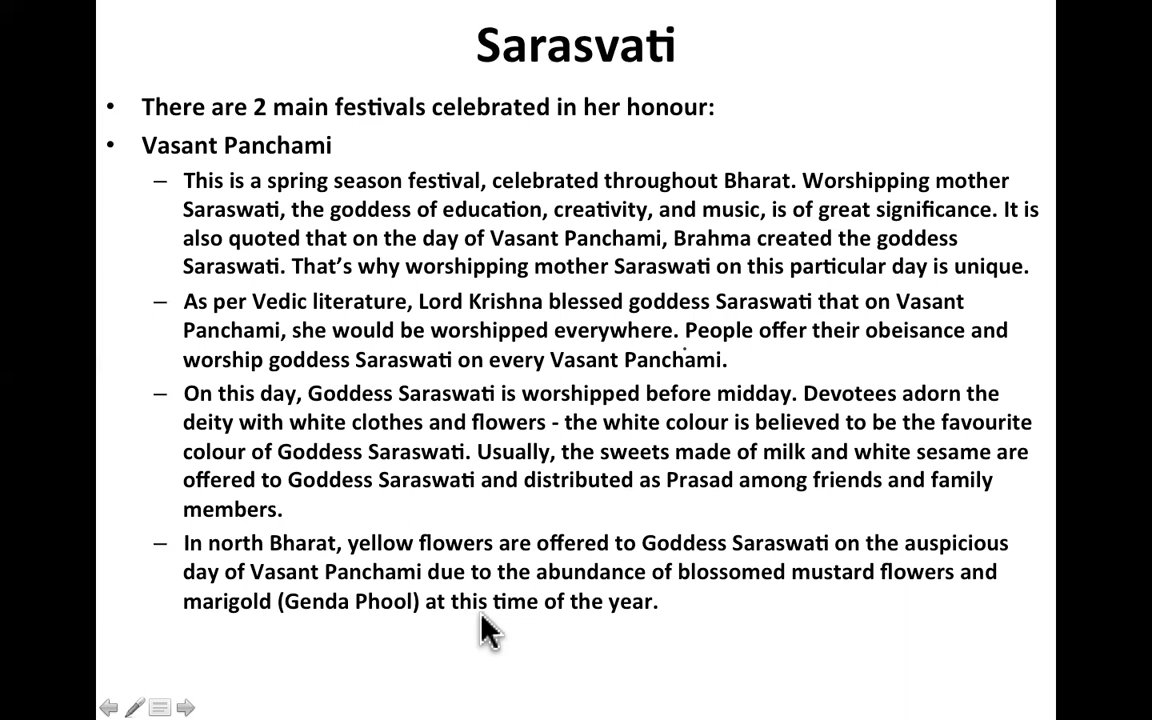 Sarasvati
• There are 2 main festivals celebrated in her honour:
• Vasant Panchami
– This is a spring season festival, celebrated throughout Bharat. Worshipping mother
Saraswati, the goddess of education, creativity, and music, is of great significance. It is
also quoted that on the day of Vasant Panchami, Brahma created the goddess
Saraswati. That’s why worshipping mother Saraswati on this particular day is unique.
– As per Vedic literature, Lord Krishna blessed goddess Saraswati that on Vasant
Panchami, she would be worshipped everywhere. People offer their obeisance and
worship goddess Saraswati on every Vasant Panchami.
– On this day, Goddess Saraswati is worshipped before midday. Devotees adorn the
deity with white clothes and flowers - the white colour is believed to be the favourite
colour of Goddess Saraswati. Usually, the sweets made of milk and white sesame are
offered to Goddess Saraswati and distributed as Prasad among friends and family
members.
– In north Bharat, yellow flowers are offered to Goddess Saraswati on the auspicious
day of Vasant Panchami due to the abundance of blossomed mustard flowers and
marigold (Genda Phool) at this time of the year.